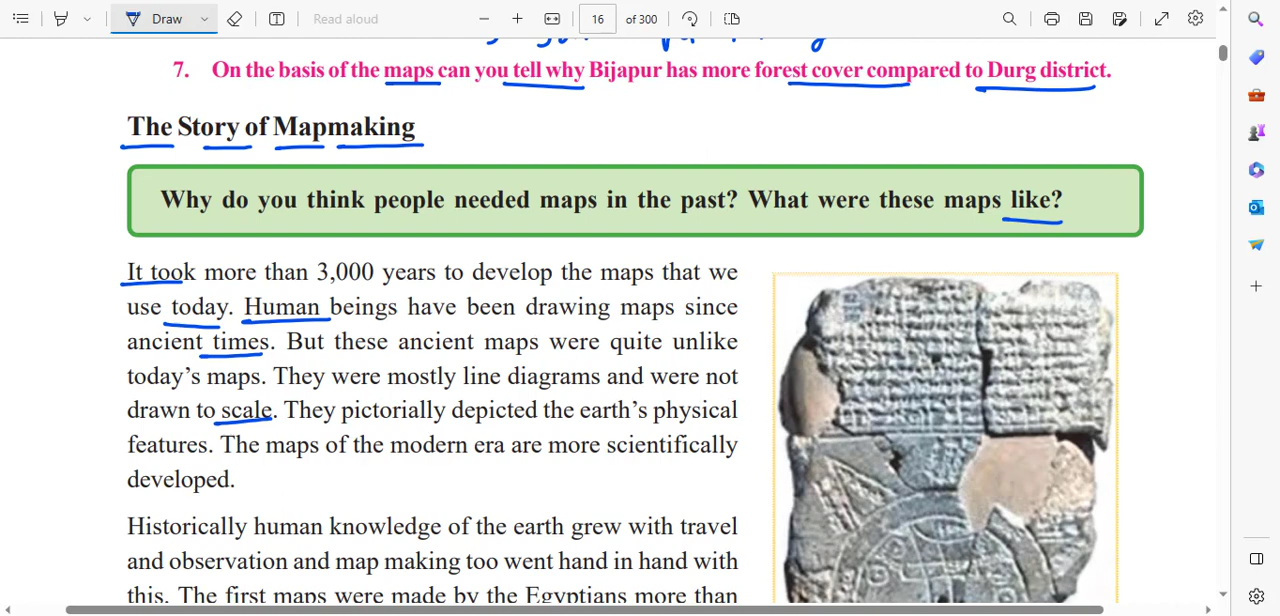 Draw
Read aloud
16
of 300
7. On the basis of the maps can you tell why Bijapur has more forest cover compared to Durg district.
The Story of Mapmaking
Why do you think people needed maps in the past? What were these maps like?
It took more than 3,000 years to develop the maps that we
use today. Human beings have been drawing maps since
ancient times. But these ancient maps were quite unlike
today's maps. They were mostly line diagrams and were not
drawn to scale. They pictorially depicted the earth's physical
features. The maps of the modern era are more scientifically
developed.
Historically human knowledge of the earth grew with travel
and observation and map making too went hand in hand with
this. The first maps were made by the Egyptians more than